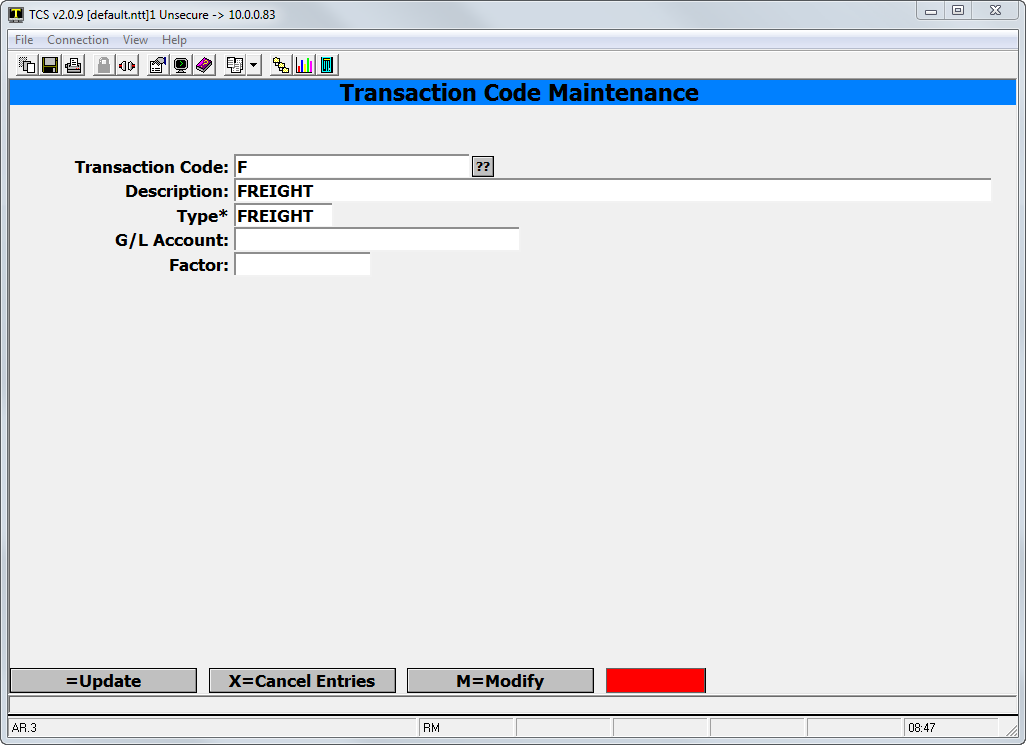 TCS v2.0.9 [default.ntt]1 Unsecure -> 10.0.0.83
File Connection View Help
Transaction Code Maintenance
Transaction Code: F ??
Description: FREIGHT
Type* FREIGHT
G/L Account:
Factor:
=Update X=Cancel Entries M=Modify
AR.3 RM 08:47